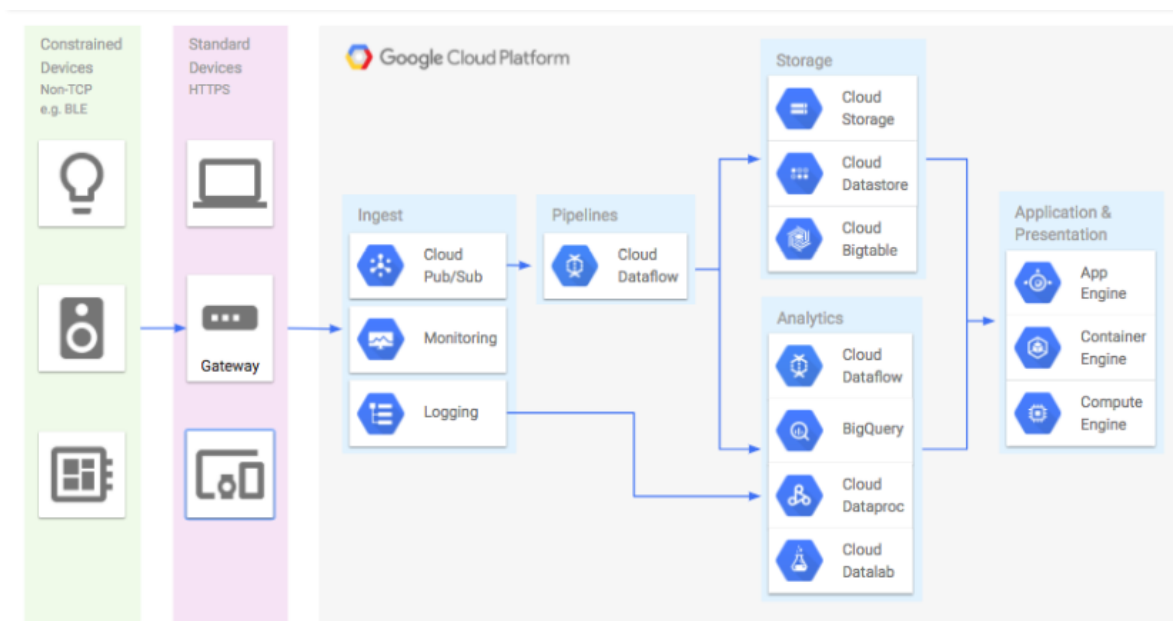 Constrained
Devices
Non-TCP
e.g. BLE
Standard
Devices
HTTPS
Gateway
Google Cloud Platform
Ingest
Cloud
Pub/Sub
Monitoring
Logging
Pipelines
Cloud
Dataflow
Storage
Cloud
Storage
Cloud
Datastore
Cloud
Bigtable
Analytics
Cloud
Dataflow
BigQuery
Cloud
Dataproc
Cloud
Datalab
Application &
Presentation
App
Engine
Container
Engine
Compute
Engine